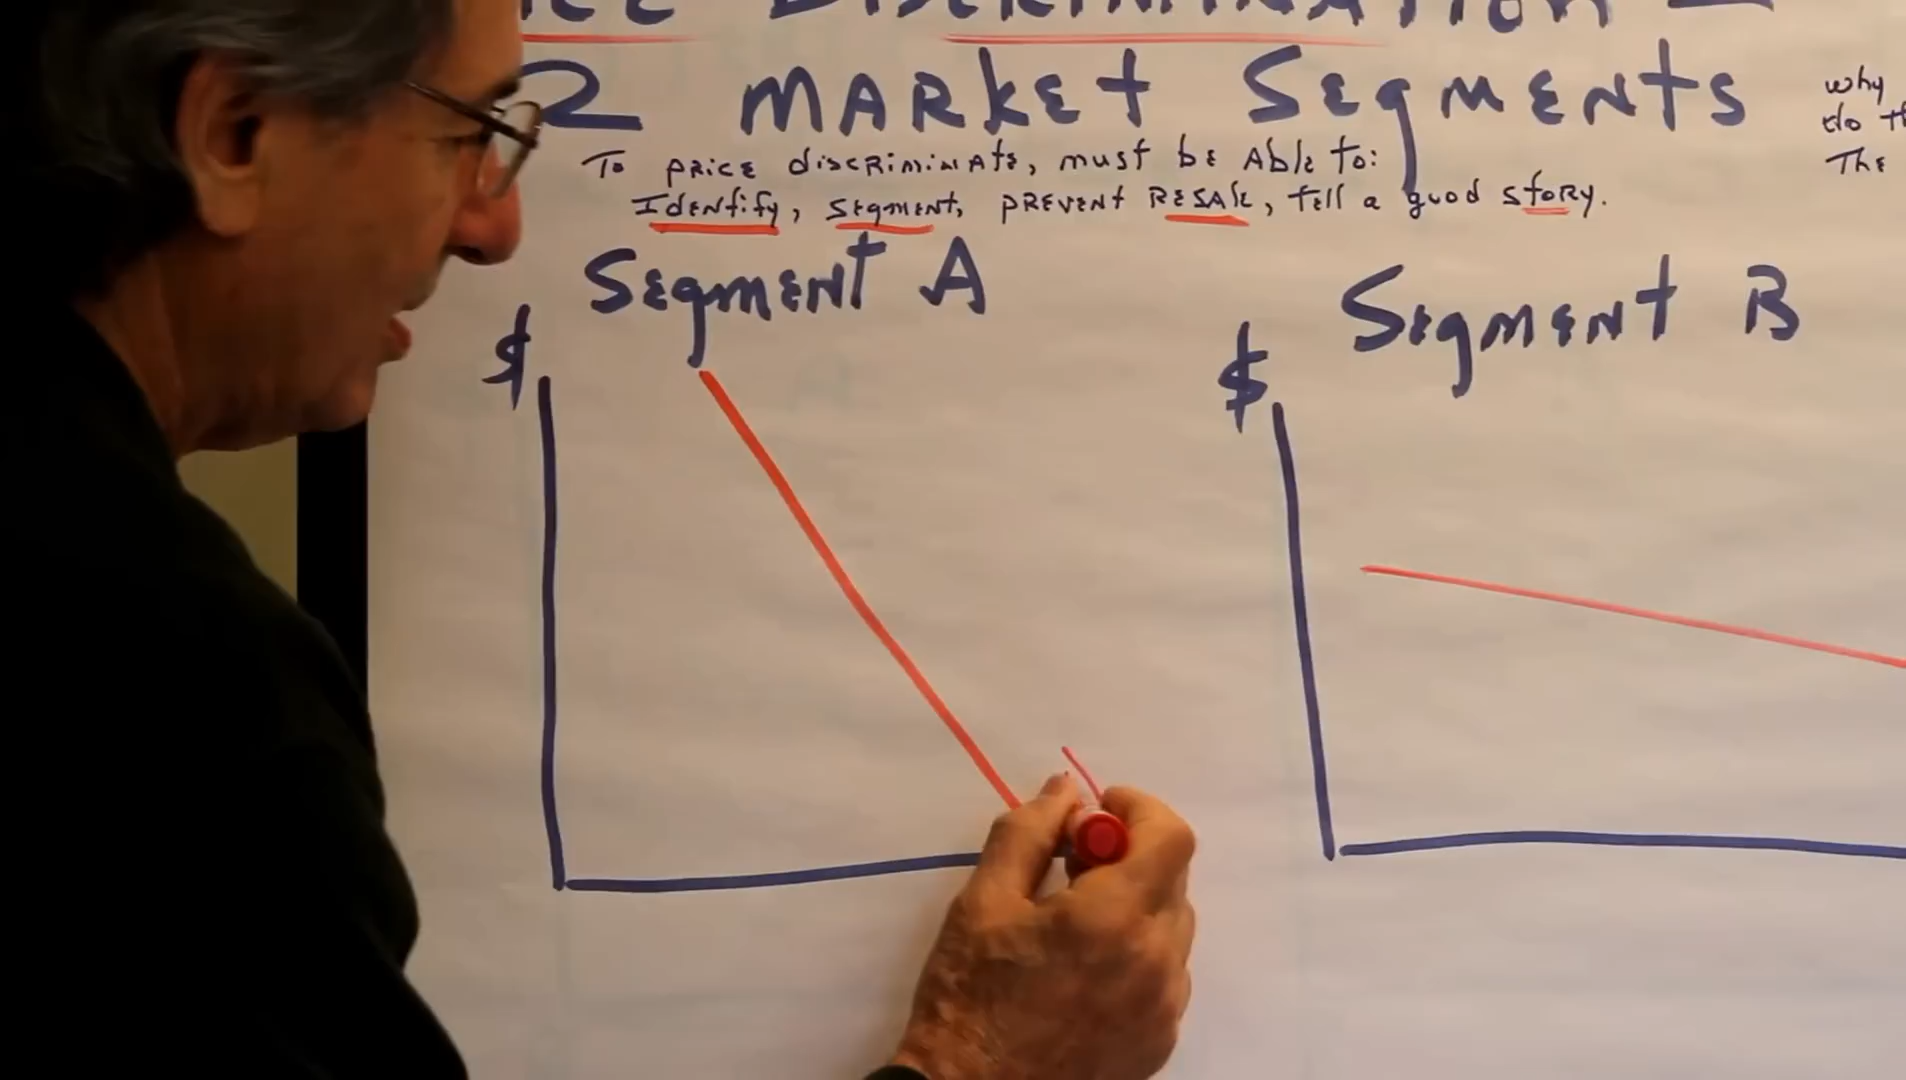 DISCRIMINATION –
2 MARKET SEGMENTS
To PRICE discRiminAtE, must bE AblE to:
IdENtify, SEgmENt, PREVENt RESAlE, tEll a good stoRy.
why
do
The
SEgmENt A
SEgmENt B
$
$